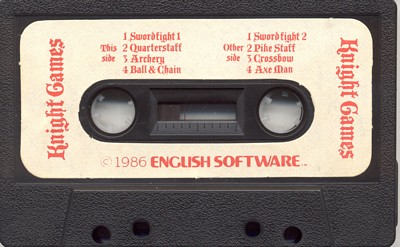 Knight Games
1 Swordfight 1
This 2 Quarterstaff
side 3 Archery
4 Ball & Chain
1 Swordfight 2
Other 2 Pike Staff
side 3 Crossbow
4 Axe Man
Knight Games
© 1986 ENGLISH SOFTWARE™